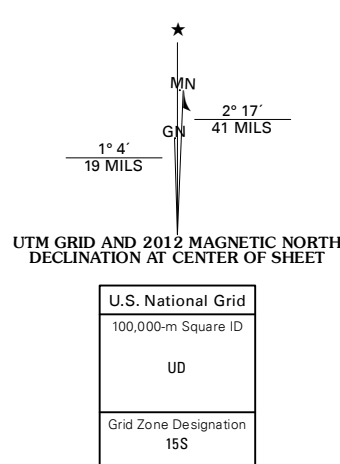 ★
MN
GN
2° 17´
41 MILS
1° 4´
19 MILS
UTM GRID AND 2012 MAGNETIC NORTH
DECLINATION AT CENTER OF SHEET
U.S. National Grid
100,000-m Square ID
UD
Grid Zone Designation
15S